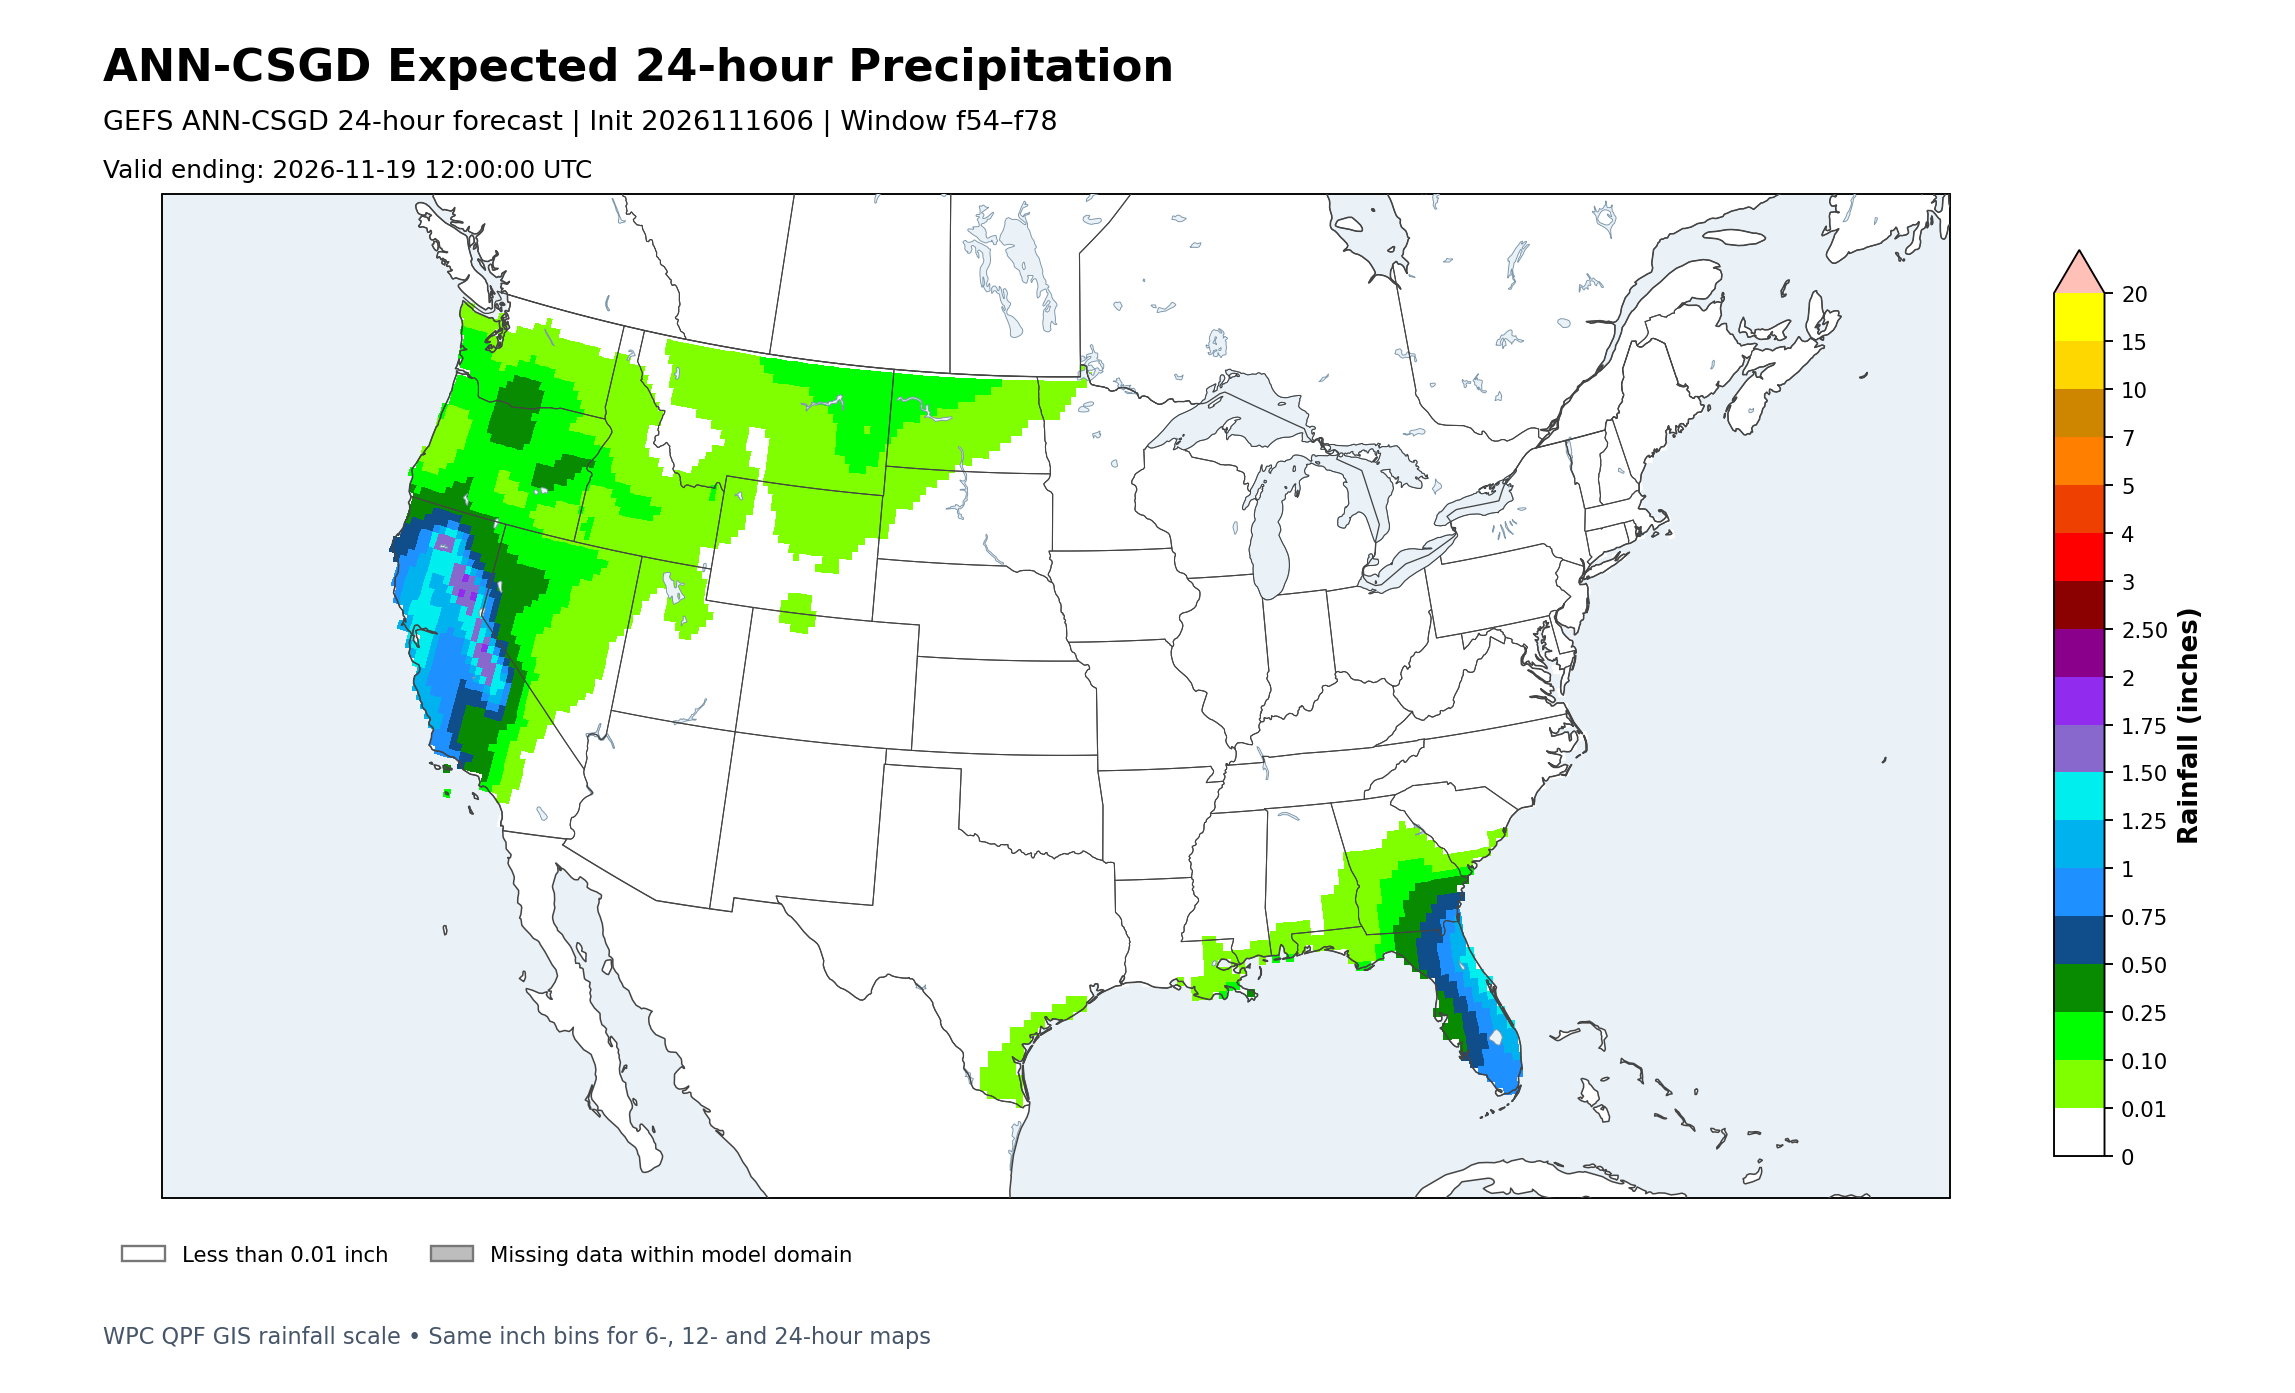 ANN-CSGD Expected 24-hour Precipitation
GEFS ANN-CSGD 24-hour forecast | Init 2026111606 | Window f54–f78
Valid ending: 2026-11-19 12:00:00 UTC
20
15
10
7
5
4
3
2.50
2
1.75
1.50
1.25
1
0.75
0.50
0.25
0.10
0.01
0
Rainfall (inches)
Less than 0.01 inch
Missing data within model domain
WPC QPF GIS rainfall scale • Same inch bins for 6-, 12- and 24-hour maps